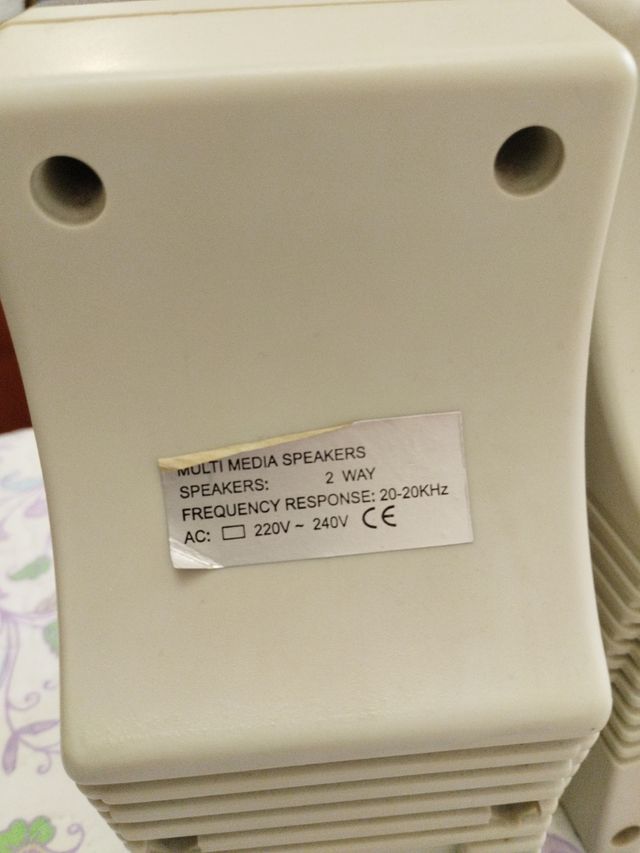 MULTI MEDIA SPEAKERS
SPEAKERS: 2 WAY
FREQUENCY RESPONSE: 20-20KHz
AC: 220V ~ 240V CE